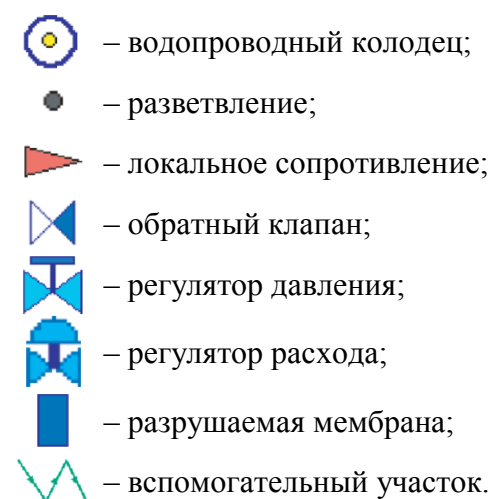 – водопроводный колодец;
– разветвление;
– локальное сопротивление;
– обратный клапан;
– регулятор давления;
– регулятор расхода;
– разрушаемая мембрана;
– вспомогательный участок.